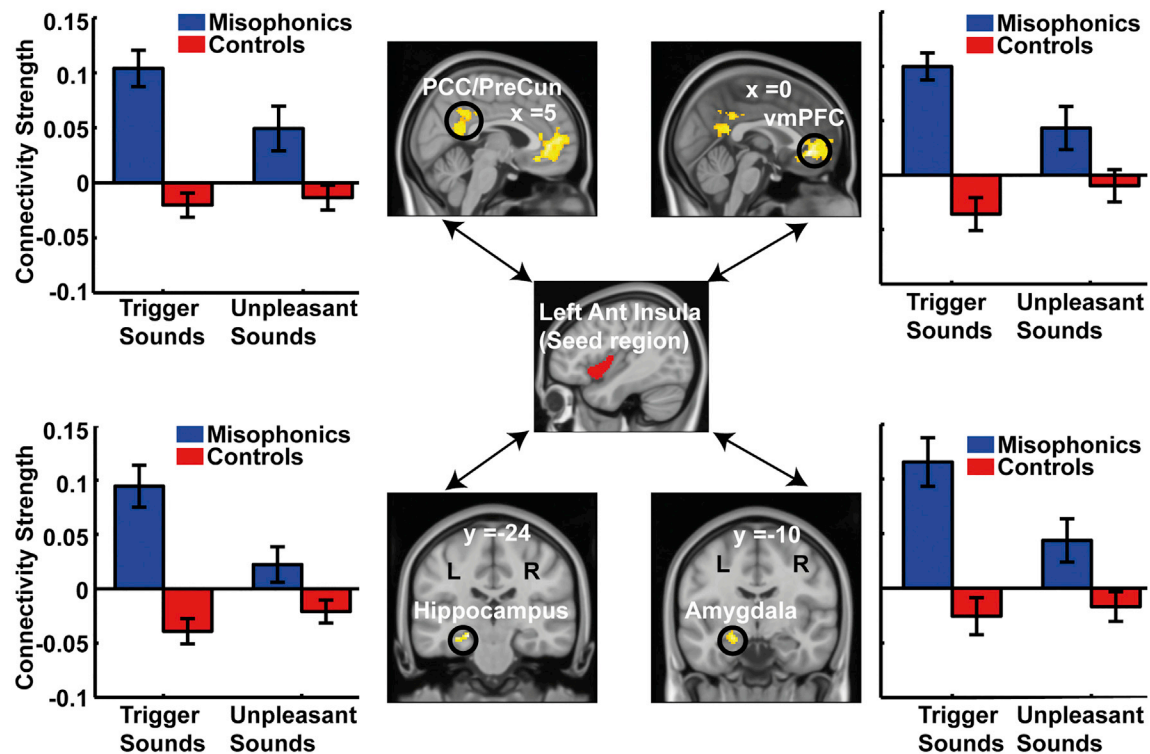 0.15
0.1
0.05
0
-0.05
-0.1
Connectivity Strength
Misophonics
Controls
Trigger
Sounds
Unpleasant
Sounds
PCC/PreCun
x =5
x =0
vmPFC
Misophonics
Controls
Trigger
Sounds
Unpleasant
Sounds
Left Ant Insula
(Seed region)
0.15
0.1
0.05
0
-0.05
-0.1
Connectivity Strength
Misophonics
Controls
Trigger
Sounds
Unpleasant
Sounds
y =-24
L
R
Hippocampus
y =-10
L
R
Amygdala
Misophonics
Controls
Trigger
Sounds
Unpleasant
Sounds